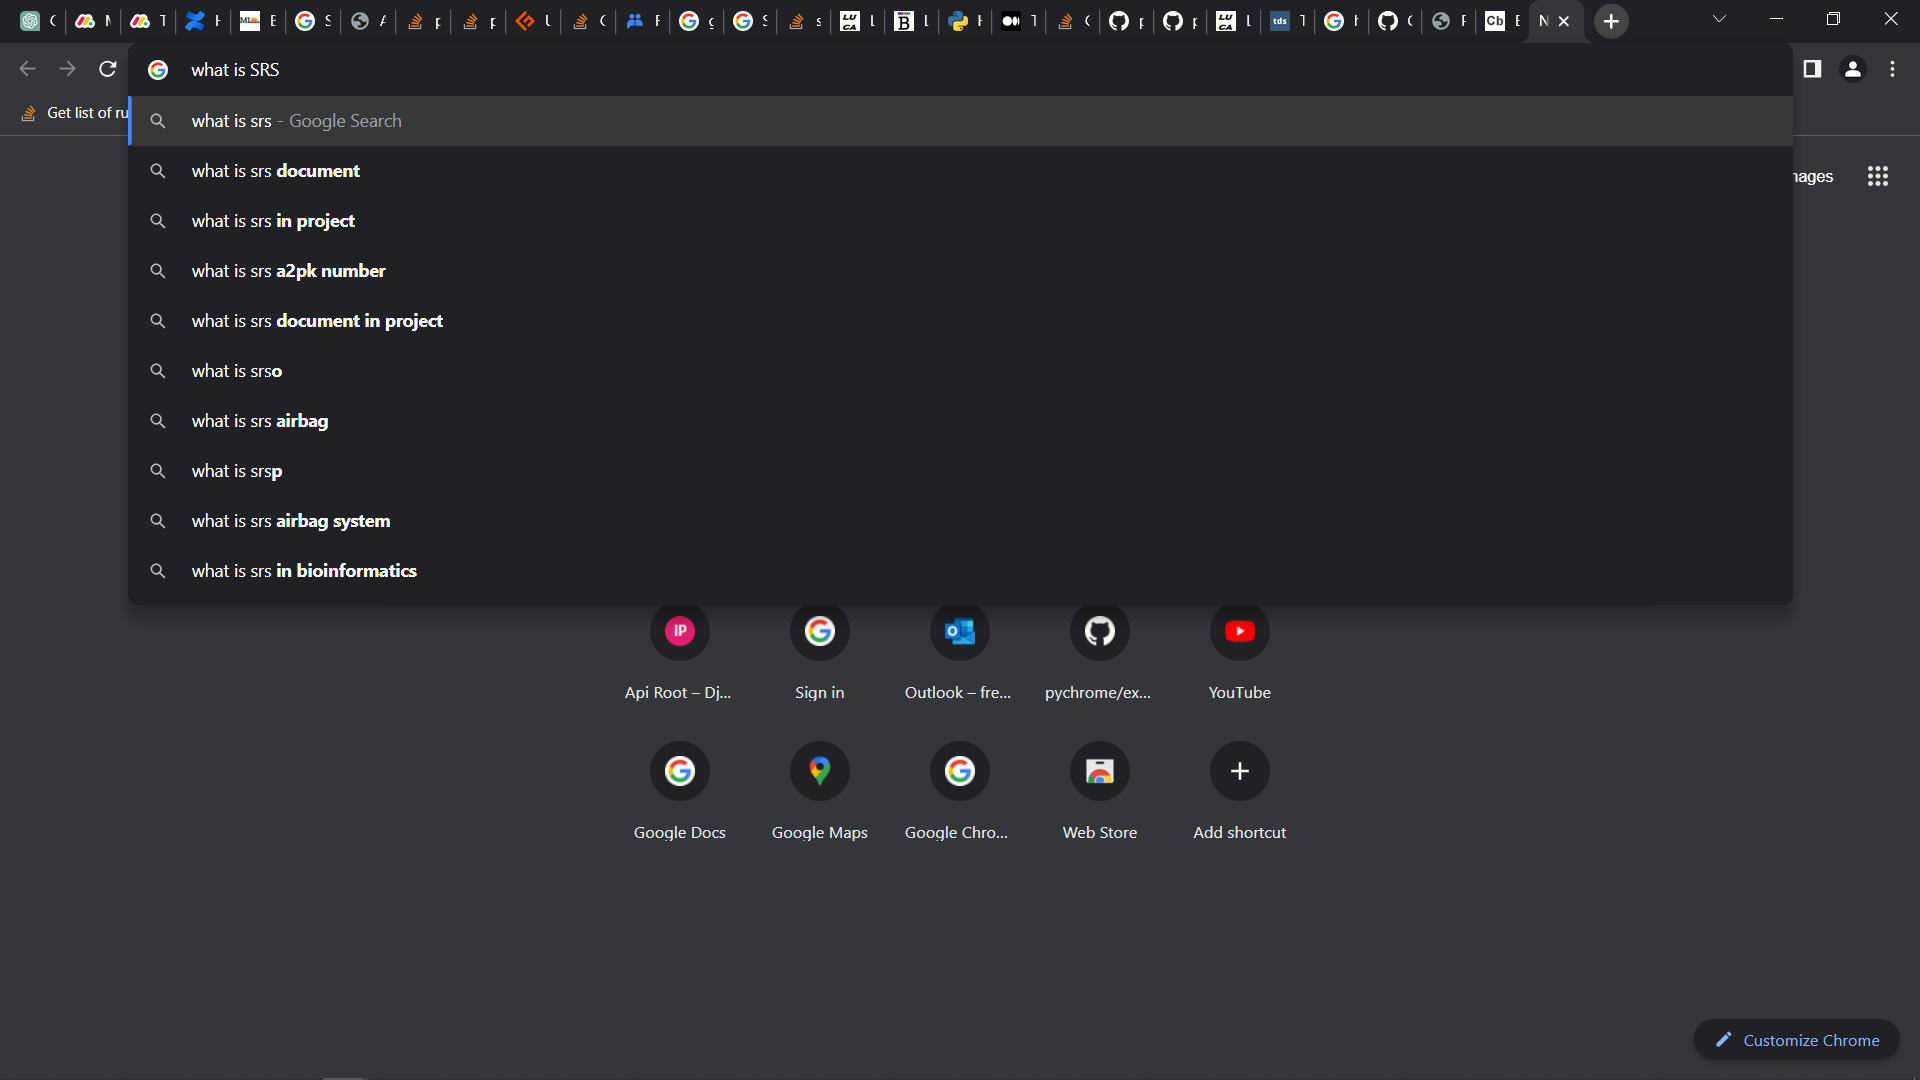 what is SRS
Get list of ru
what is srs - Google Search
what is srs document
ages
what is srs in project
what is srs a2pk number
what is srs document in project
what is srso
what is srs airbag
what is srsp
what is srs airbag system
what is srs in bioinformatics
IP
Api Root – Dj...
Sign in
Outlook – fre...
pychrome/ex...
YouTube
Google Docs
Google Maps
Google Chro...
Web Store
Add shortcut
Customize Chrome